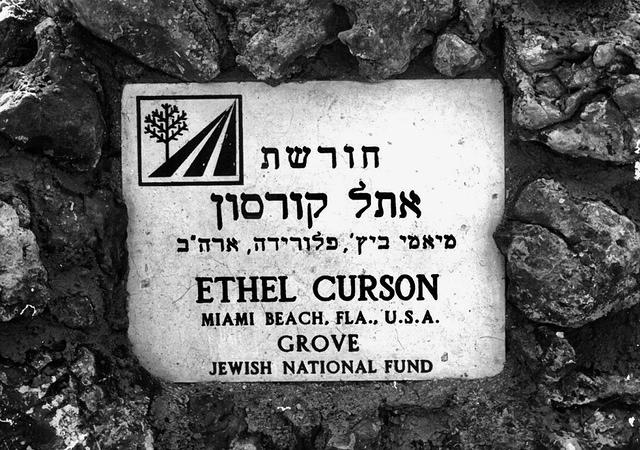 חורשת
אתל קורסון
מיאמי ביץ', פלורידה, ארה"ב
ETHEL CURSON
MIAMI BEACH, FLA., U.S.A.
GROVE
JEWISH NATIONAL FUND